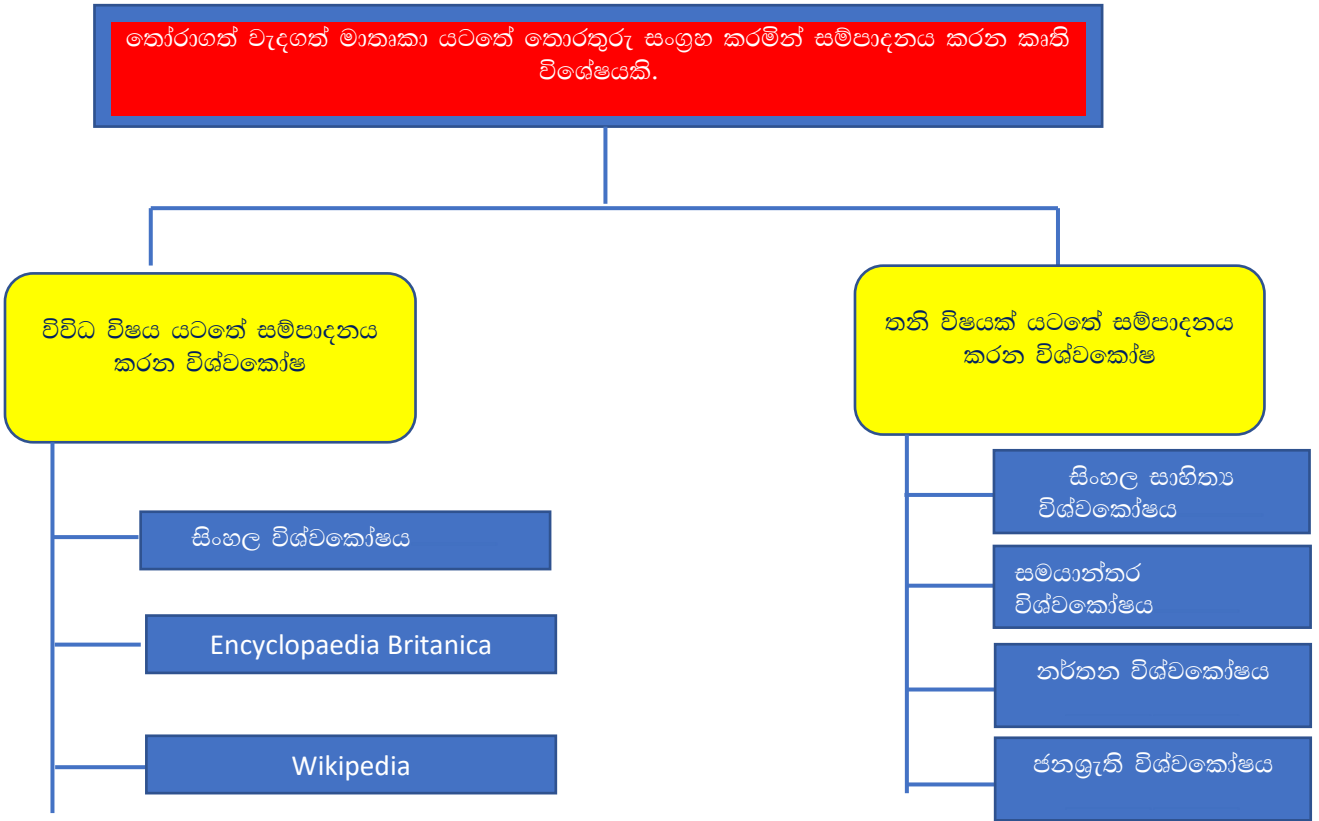 තෝරාගත් වැදගත් මාතෘකා යටතේ තොරතුරු සංග්‍රහ කරමින් සම්පාදනය කරන කෘති
විශේෂයකි.
විවිධ විෂය යටතේ සම්පාදනය
කරන විශ්වකෝෂ
සිංහල විශ්වකෝෂය
Encyclopaedia Britanica
Wikipedia
තනි විෂයක් යටතේ සම්පාදනය
කරන විශ්වකෝෂ
සිංහල සාහිත්‍ය
විශ්වකෝෂය
සමයාන්තර
විශ්වකෝෂය
නර්තන විශ්වකෝෂය
ජනශ්‍රැති විශ්වකෝෂය